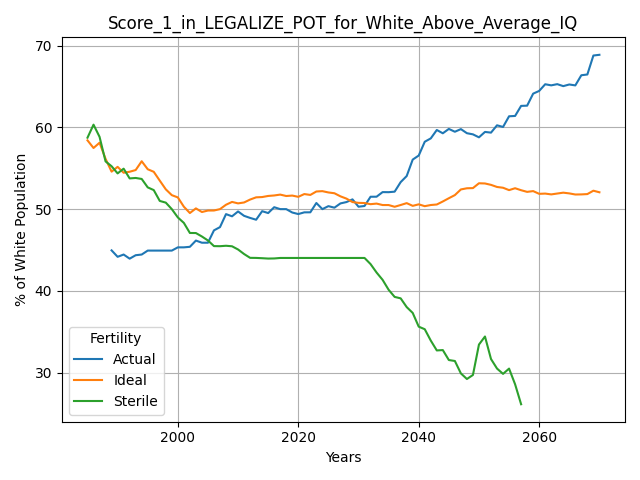 Score_1_in_LEGALIZE_POT_for_White_Above_Average_IQ
70
60
50
40
30
% of White Population
Fertility
Actual
Ideal
Sterile
2000
2020
2040
2060
Years